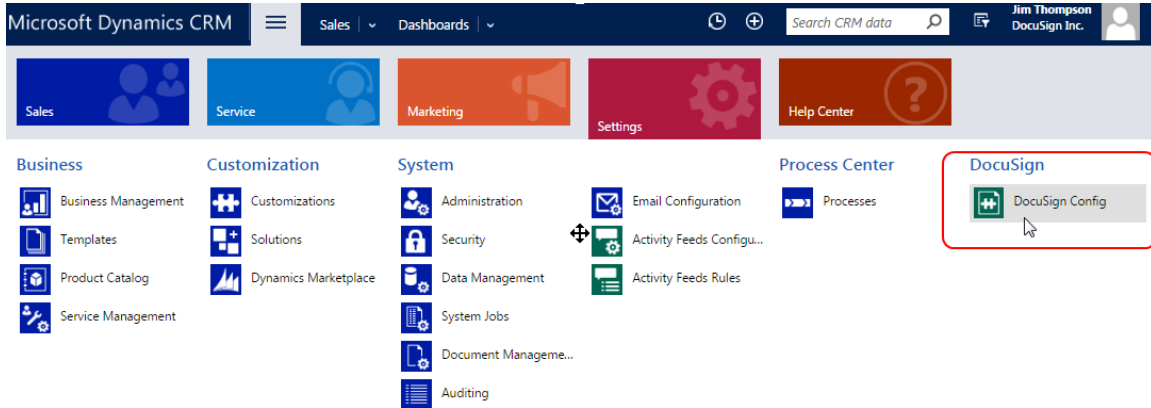 Microsoft Dynamics CRM
Sales
Dashboards
Search CRM data
Jim Thompson
DocuSign Inc.
Sales
Service
Marketing
Settings
Help Center
Business
Business Management
Templates
Product Catalog
Service Management
Customization
Customizations
Solutions
Dynamics Marketplace
System
Administration
Security
Data Management
System Jobs
Document Manageme...
Auditing
Email Configuration
Activity Feeds Configu...
Activity Feeds Rules
Process Center
Processes
DocuSign
DocuSign Config